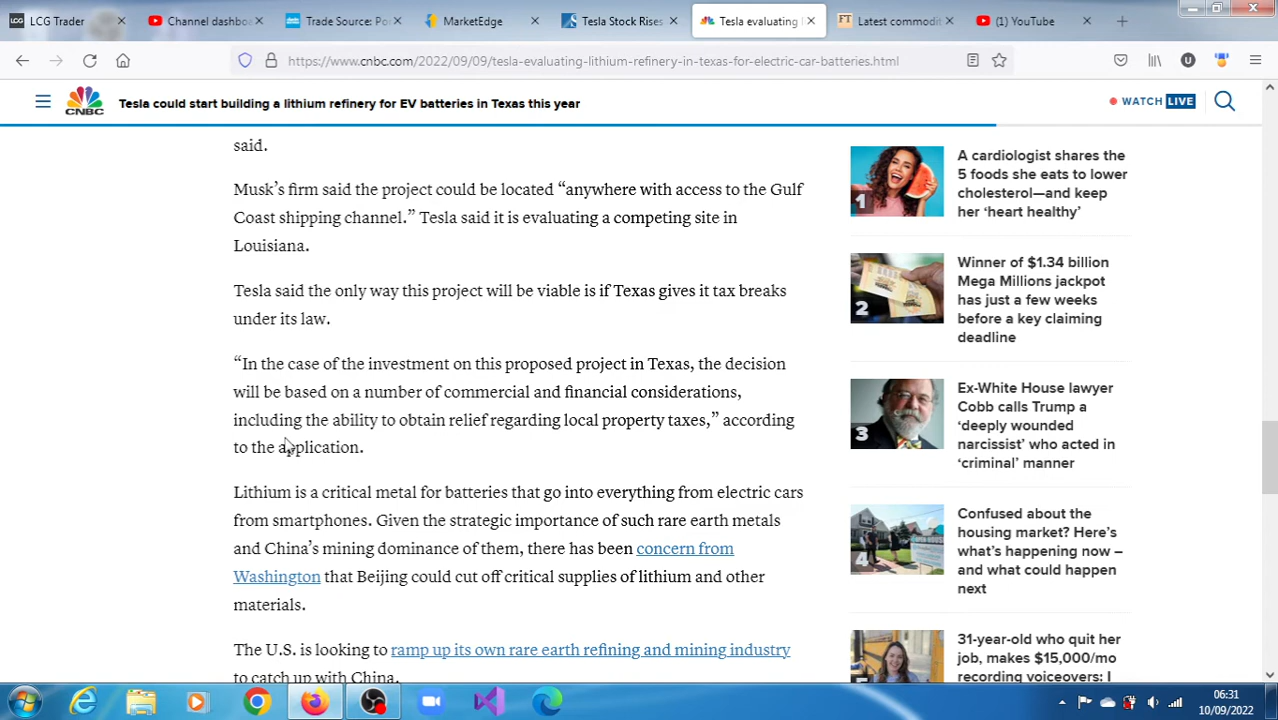 LCG Trader
Channel dashbo
Trade Source: Po
MarketEdge
Tesla Stock Rises
Tesla evaluating
Latest commodit
(1) YouTube
https://www.cnbc.com/2022/09/09/tesla-evaluating-lithium-refinery-in-texas-for-electric-car-batteries.html
CNBC
Tesla could start building a lithium refinery for EV batteries in Texas this year
WATCH LIVE
said.
Musk’s firm said the project could be located “anywhere with access to the Gulf
Coast shipping channel.” Tesla said it is evaluating a competing site in
Louisiana.
Tesla said the only way this project will be viable is if Texas gives it tax breaks
under its law.
“In the case of the investment on this proposed project in Texas, the decision
will be based on a number of commercial and financial considerations,
including the ability to obtain relief regarding local property taxes,” according
to the application.
Lithium is a critical metal for batteries that go into everything from electric cars
from smartphones. Given the strategic importance of such rare earth metals
and China’s mining dominance of them, there has been concern from
Washington that Beijing could cut off critical supplies of lithium and other
materials.
The U.S. is looking to ramp up its own rare earth refining and mining industry
to catch up with China.
1
A cardiologist shares the
5 foods she eats to lower
cholesterol—and keep
her ‘heart healthy’
2
Winner of $1.34 billion
Mega Millions jackpot
has just a few weeks
before a key claiming
deadline
3
Ex-White House lawyer
Cobb calls Trump a
‘deeply wounded
narcissist’ who acted in
‘criminal’ manner
4
Confused about the
housing market? Here’s
what’s happening now –
and what could happen
next
31-year-old who quit her
job, makes $15,000/mo
recording voiceovers: I
06:31
10/09/2022